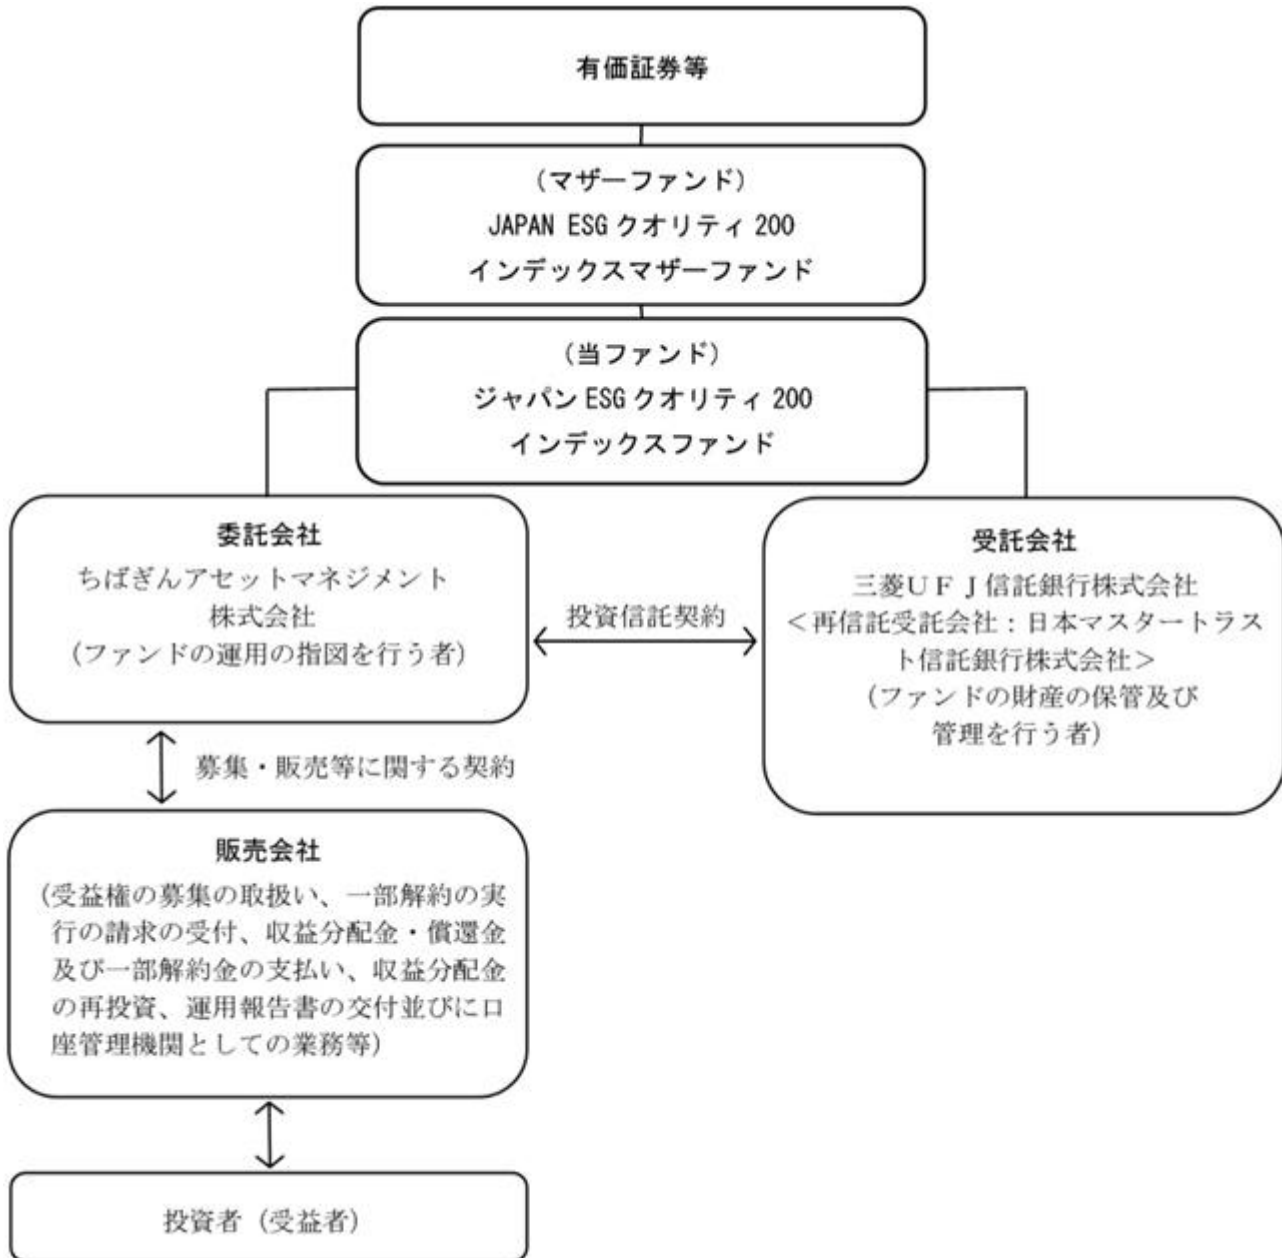 有価証券等
(マザーファンド)
JAPAN ESG クオリティ 200
インデックスマザーファンド
(当ファンド)
ジャパン ESG クオリティ 200
インデックスファンド
委託会社
ちばぎんアセットマネジメント
株式会社
(ファンドの運用の指図を行う者)
投資信託契約
受託会社
三菱UFJ信託銀行株式会社
<再信託受託会社:日本マスタートラス
ト信託銀行株式会社>
(ファンドの財産の保管及び
管理を行う者)
募集・販売等に関する契約
販売会社
(受益権の募集の取扱い、一部解約の実
行の請求の受付、収益分配金・償還金
及び一部解約金の支払い、収益分配金
の再投資、運用報告書の交付並びに口
座管理機関としての業務等)
投資者(受益者)